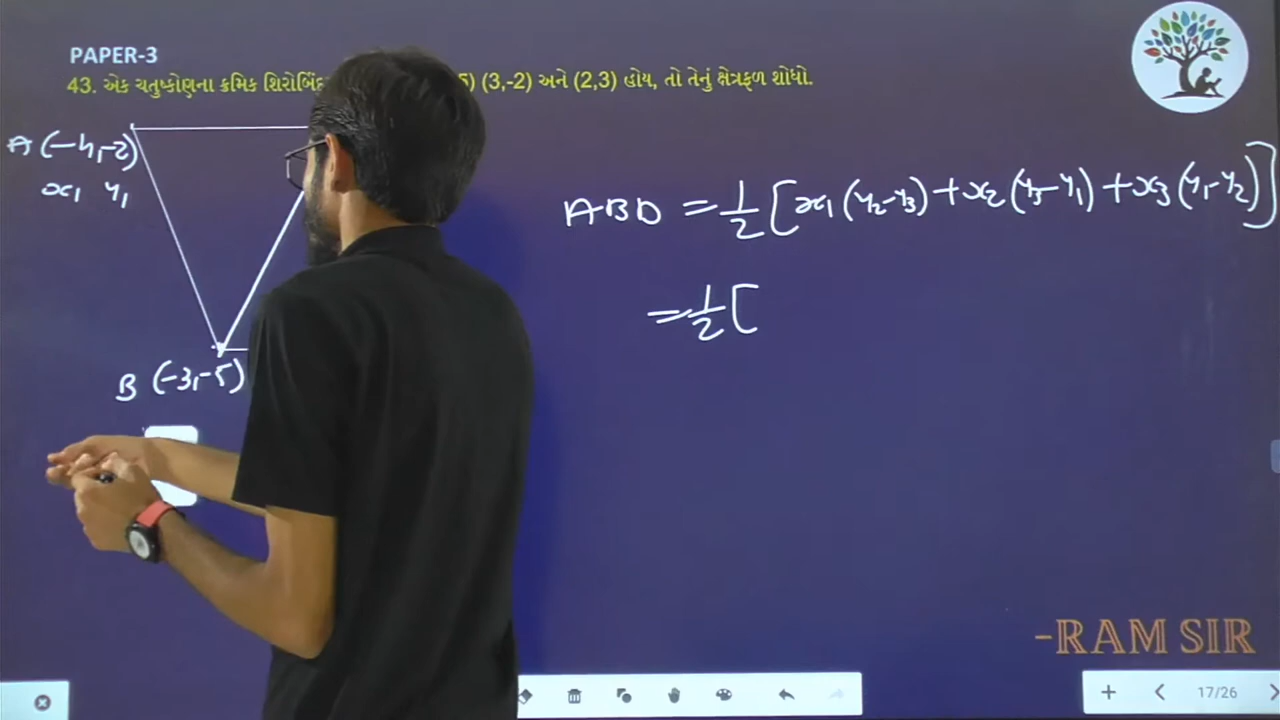 PAPER-3
43. એક ચતુષ્કોણના ક્રમિક 5) (3,-2) અને (2,3) હોય, તો તેનું ક્ષેત્રફળ શોધો.
A (-4,-2)
x₁ y₁
ABD = 1/2 [x₁(y₂-y₃)+x₂(y₃-y₁)+x₃(y₁-y₂)]
= 1/2 [
B (-3,-5)
-RAM SIR
17/26